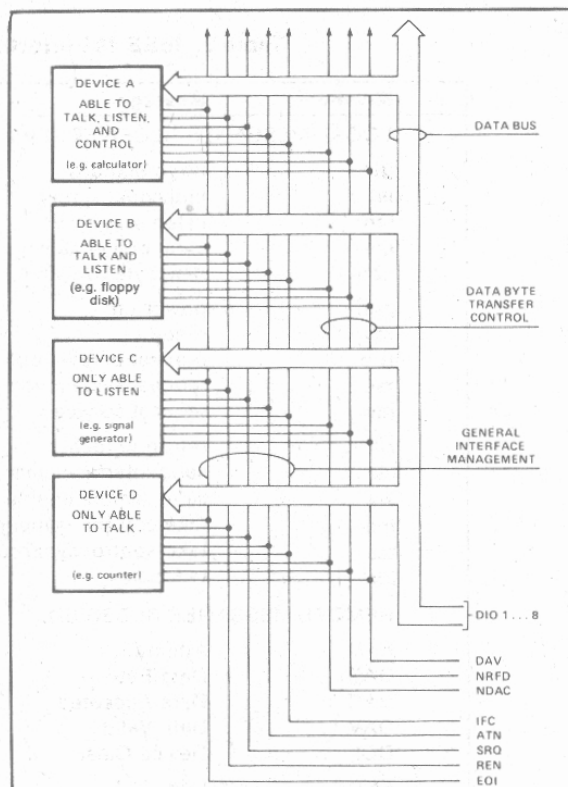 DEVICE A
ABLE TO
TALK, LISTEN,
AND
CONTROL
(e.g. calculator)
DATA BUS
DEVICE B
ABLE TO
TALK AND
LISTEN
(e.g. floppy
disk)
DATA BYTE
TRANSFER
CONTROL
DEVICE C
ONLY ABLE
TO LISTEN
(e.g. signal
generator)
GENERAL
INTERFACE
MANAGEMENT
DEVICE D
ONLY ABLE
TO TALK
(e.g. counter)
DIO 1 . . . 8
DAV
NRFD
NDAC
IFC
ATN
SRQ
REN
EOI